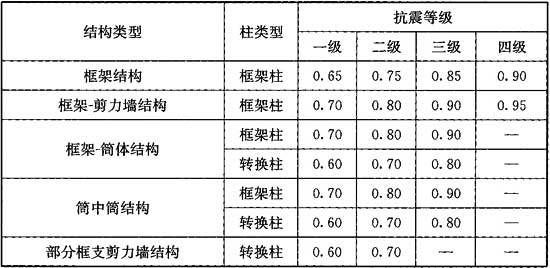 结构类型 柱类型 抗震等级
一级 二级 三级 四级
框架结构 框架柱 0.65 0.75 0.85 0.90
框架-剪力墙结构 框架柱 0.70 0.80 0.90 0.95
框架-筒体结构 框架柱 0.70 0.80 0.90 —
转换柱 0.60 0.70 0.80 —
筒中筒结构 框架柱 0.70 0.80 0.90 —
转换柱 0.60 0.70 0.80 —
部分框支剪力墙结构 转换柱 0.60 0.70 — —